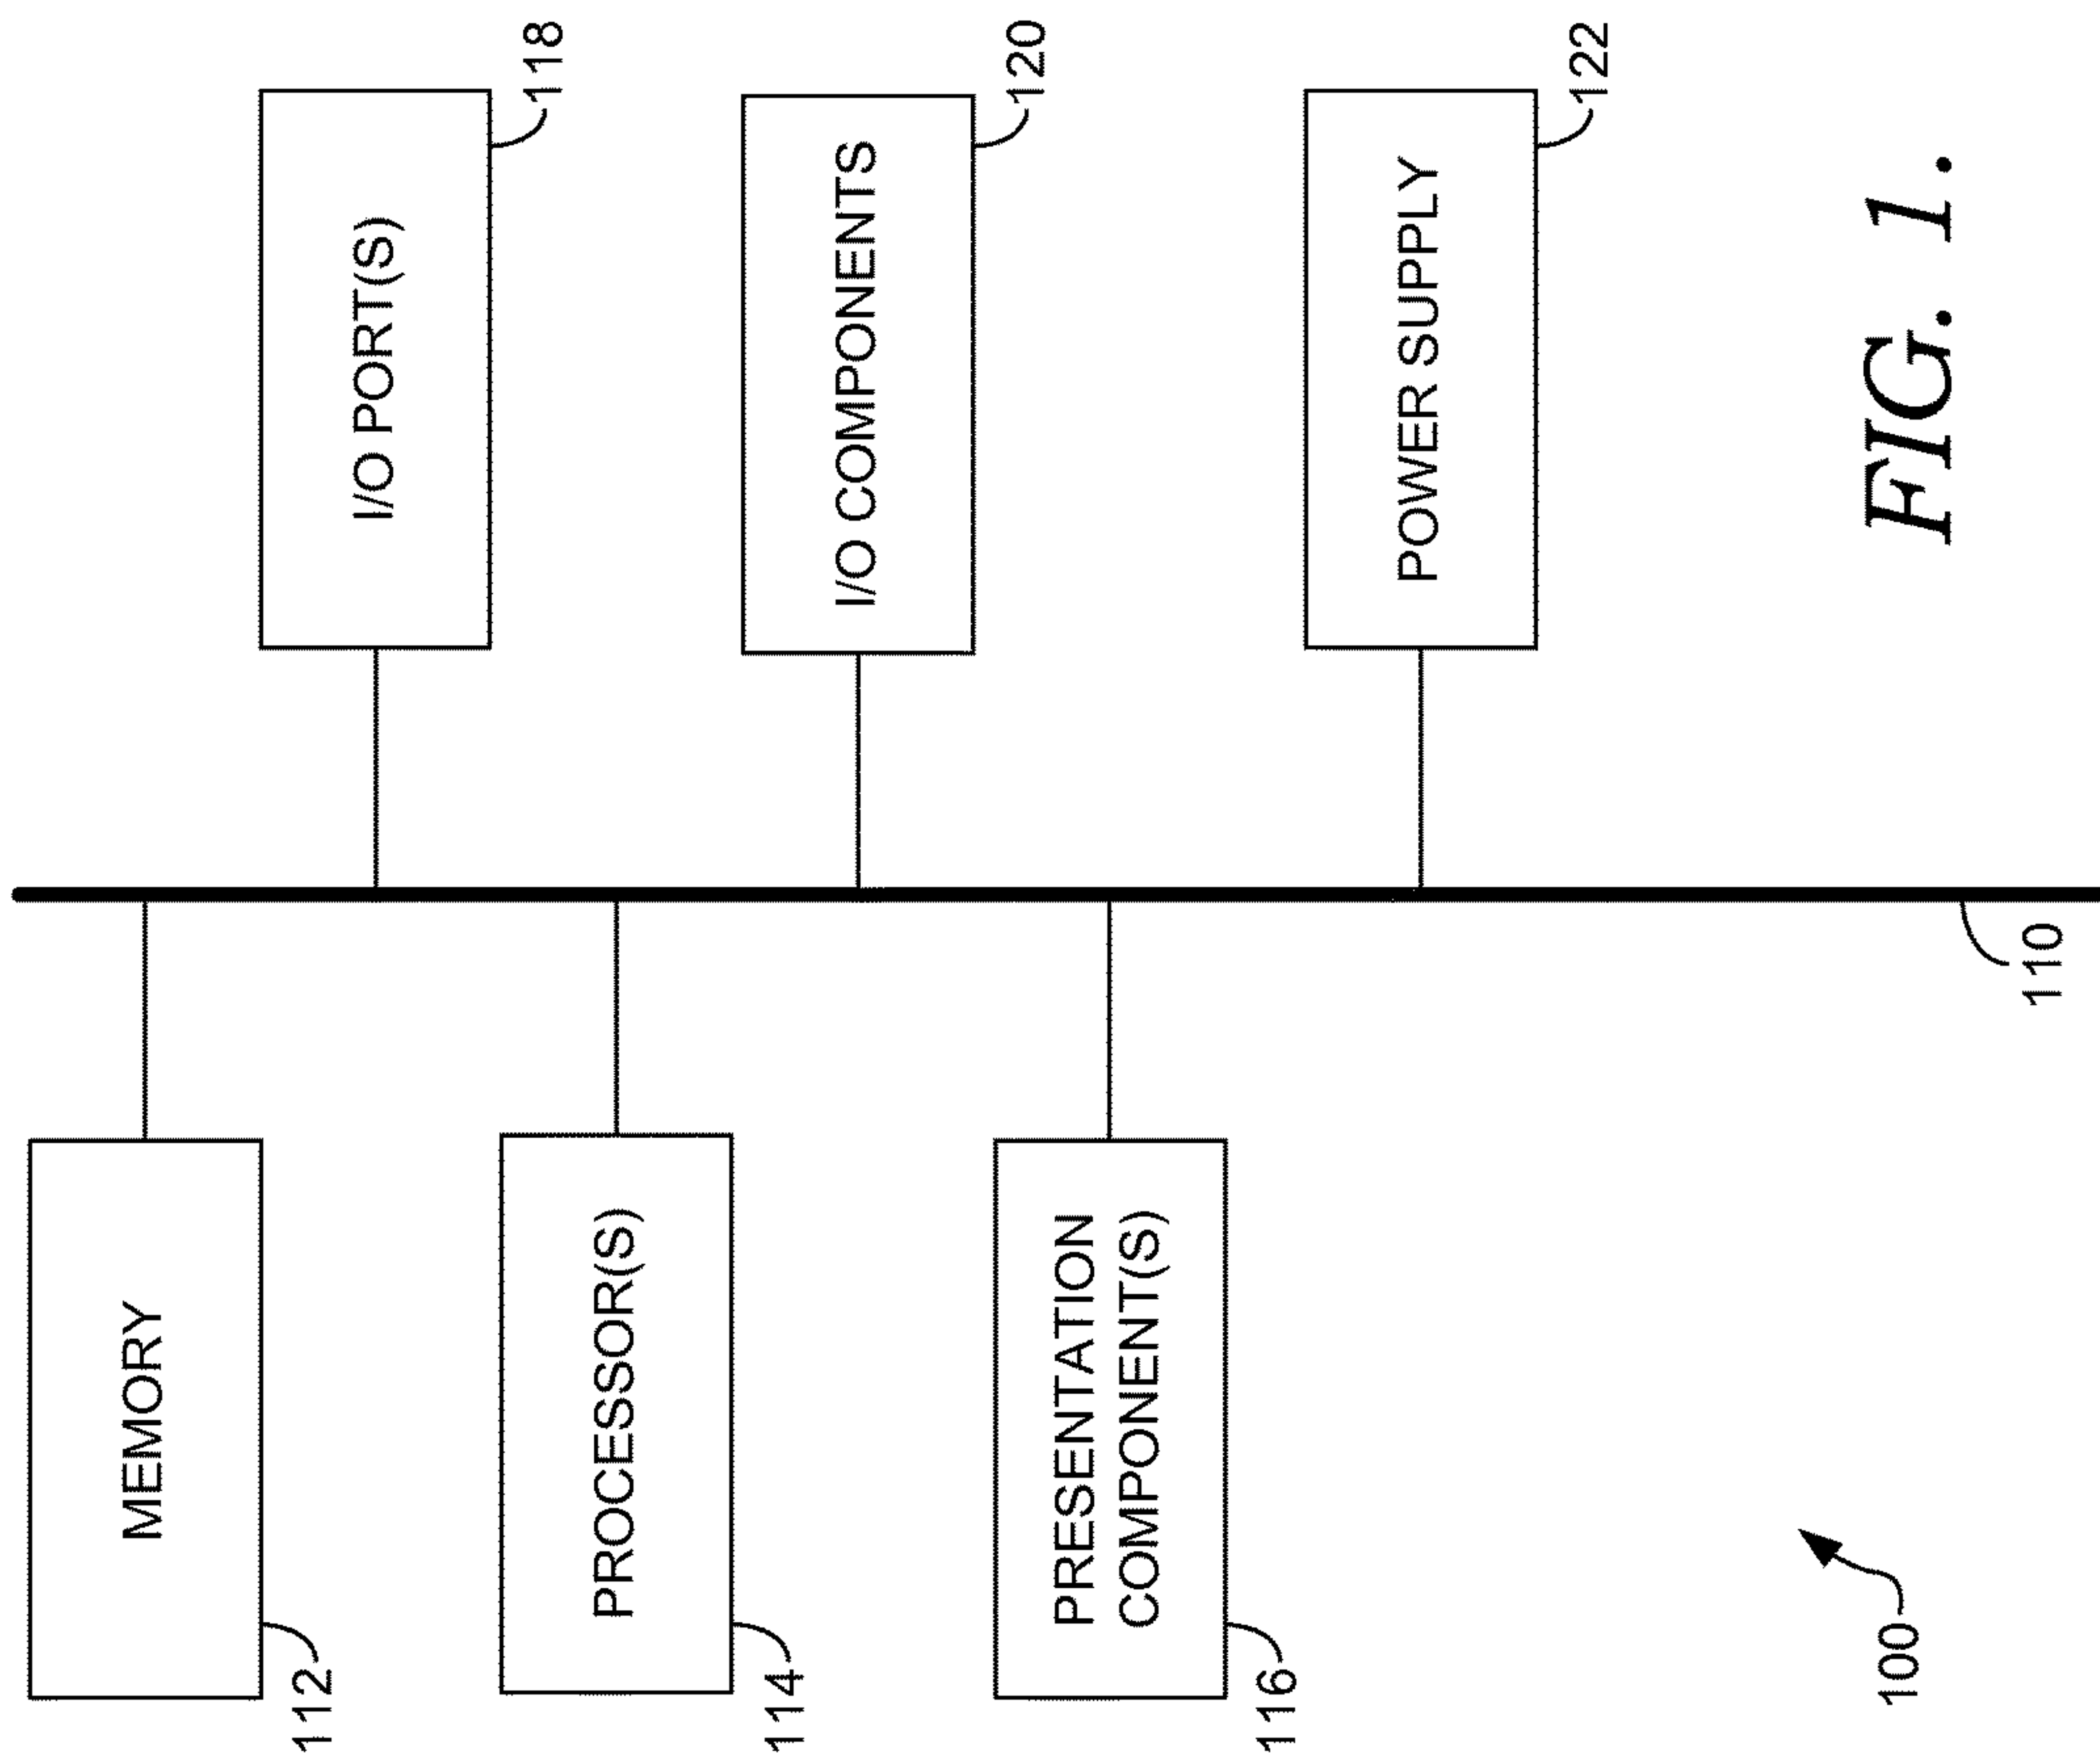 MEMORY
112
I/O PORT(S)
118
PROCESSOR(S)
114
I/O COMPONENTS
120
PRESENTATION
COMPONENT(S)
116
POWER SUPPLY
122
110
100
FIG. 1.